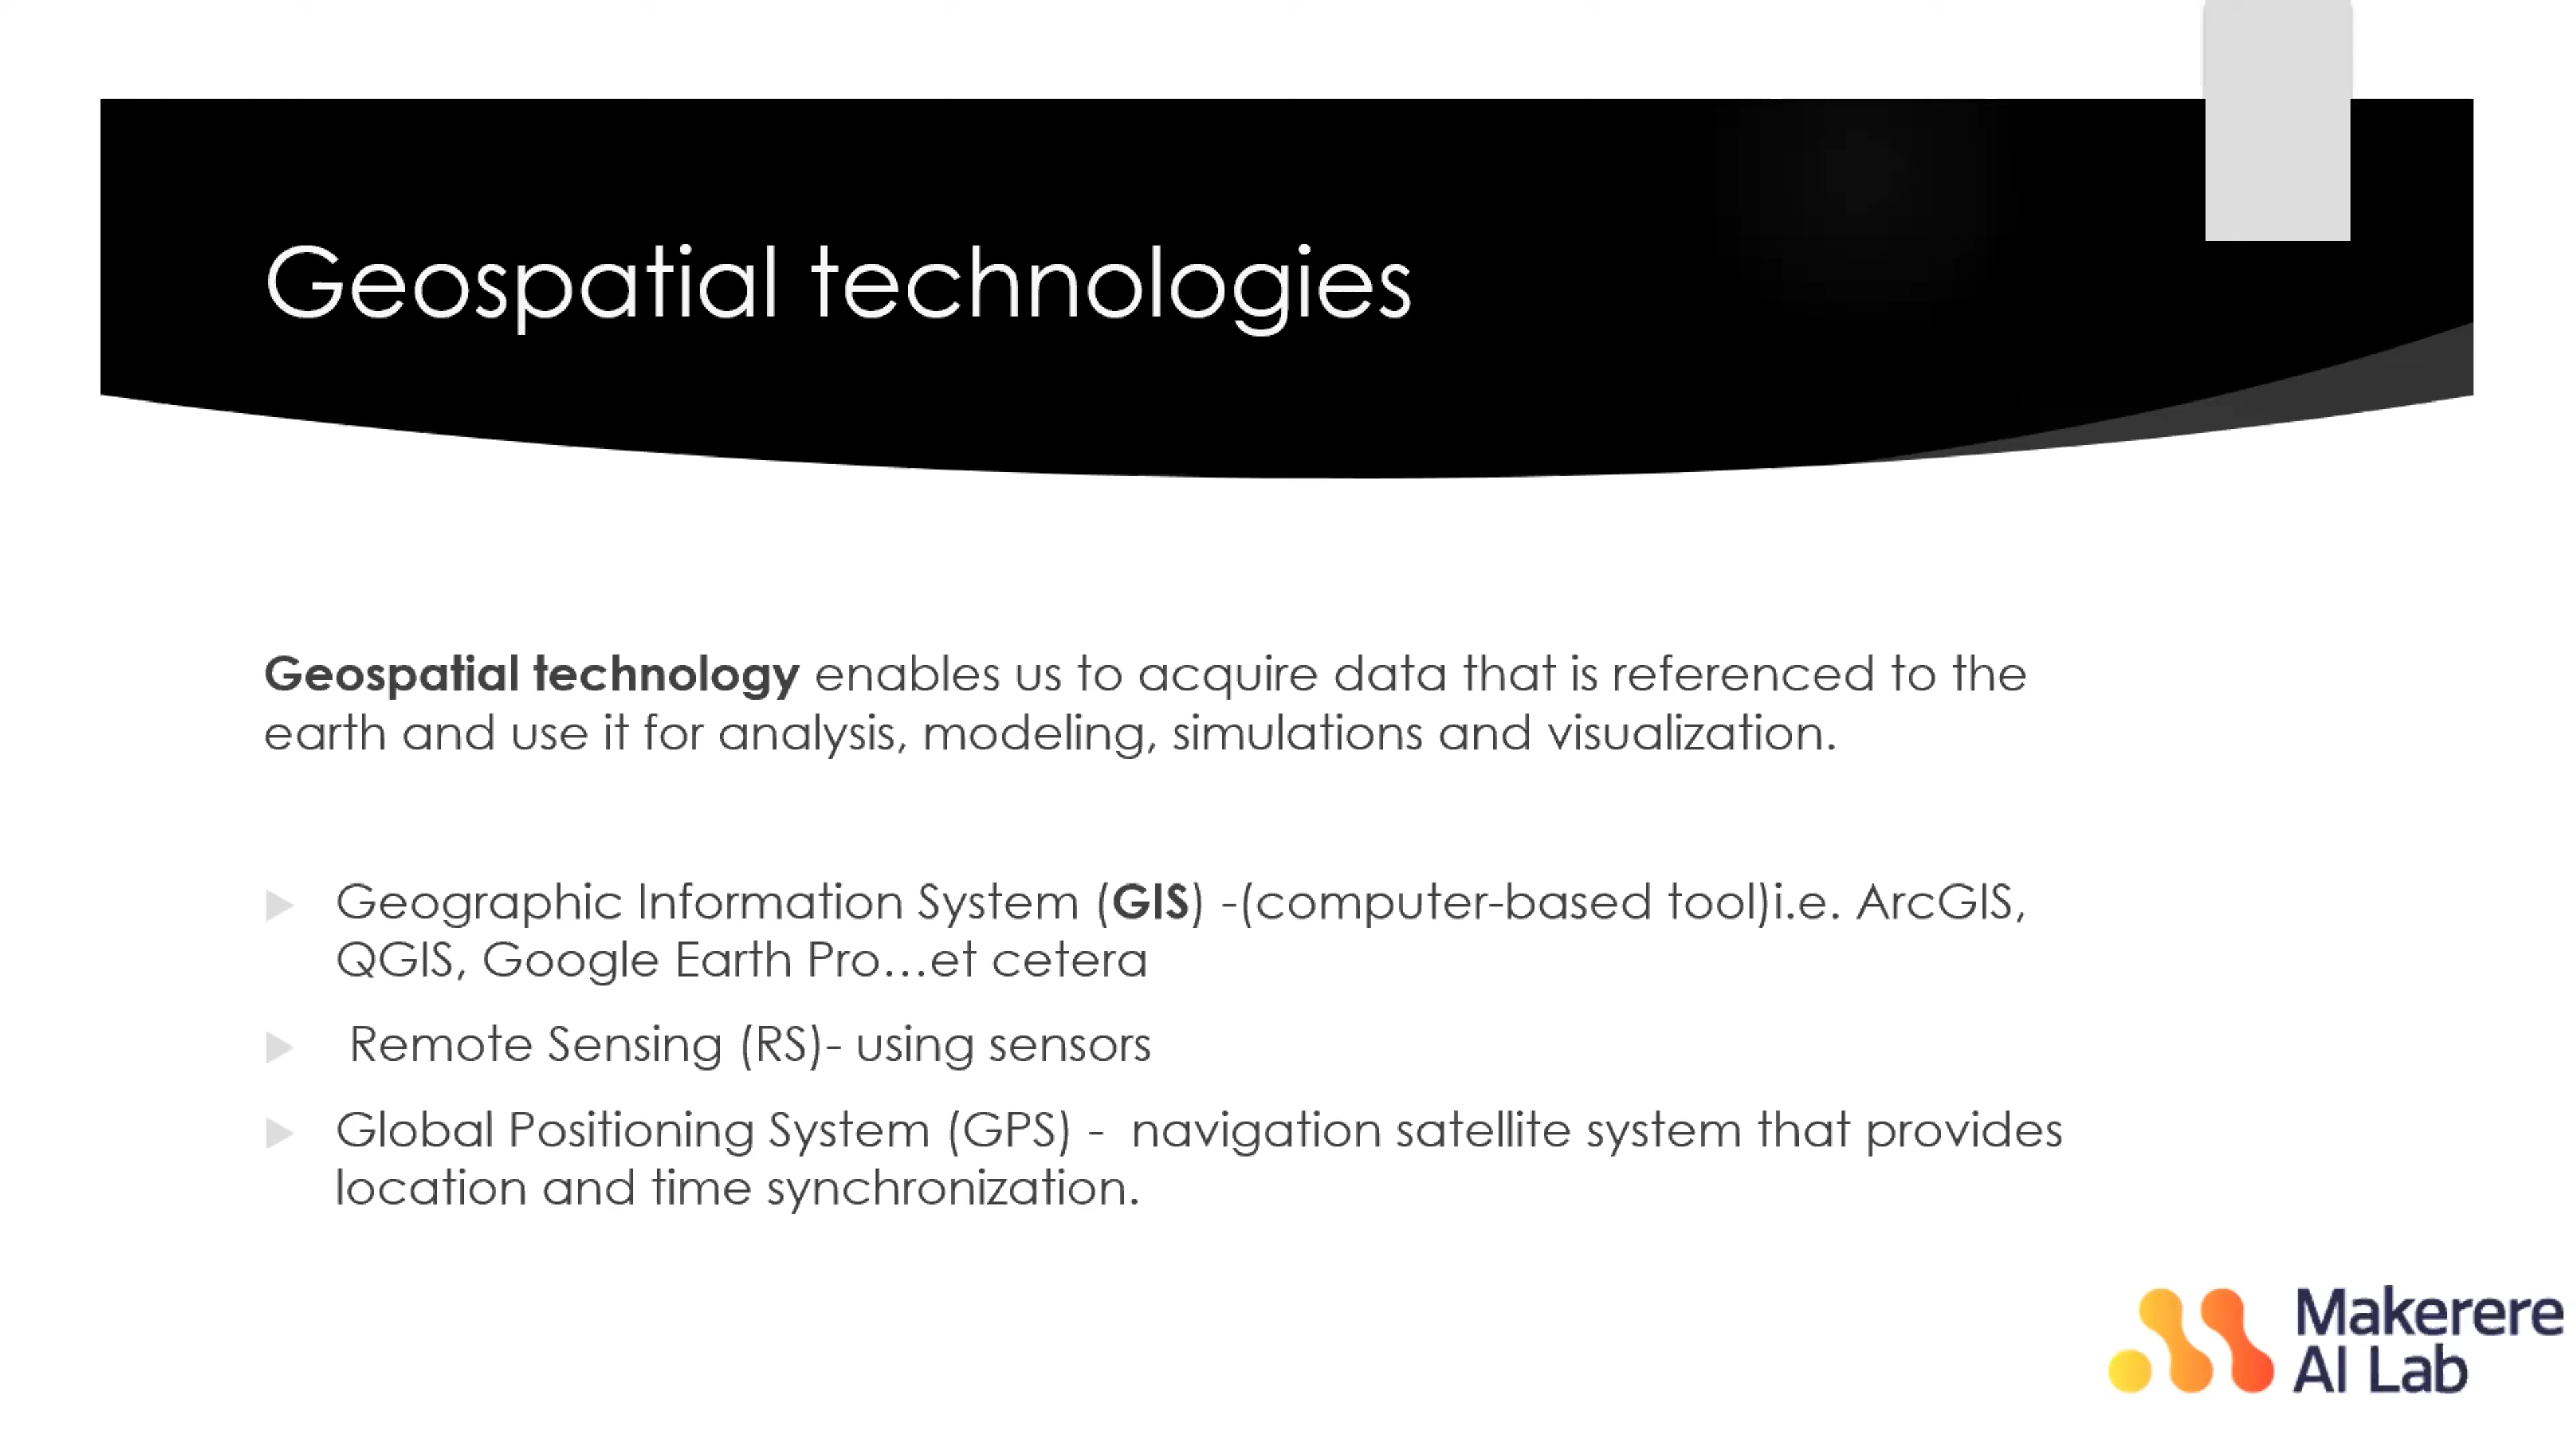 Geospatial technologies
Geospatial technology enables us to acquire data that is referenced to the
earth and use it for analysis, modeling, simulations and visualization.
Geographic Information System (GIS) -(computer-based tool)i.e. ArcGIS,
QGIS, Google Earth Pro...et cetera
Remote Sensing (RS)- using sensors
Global Positioning System (GPS) - navigation satellite system that provides
location and time synchronization.
Makerere
AI Lab